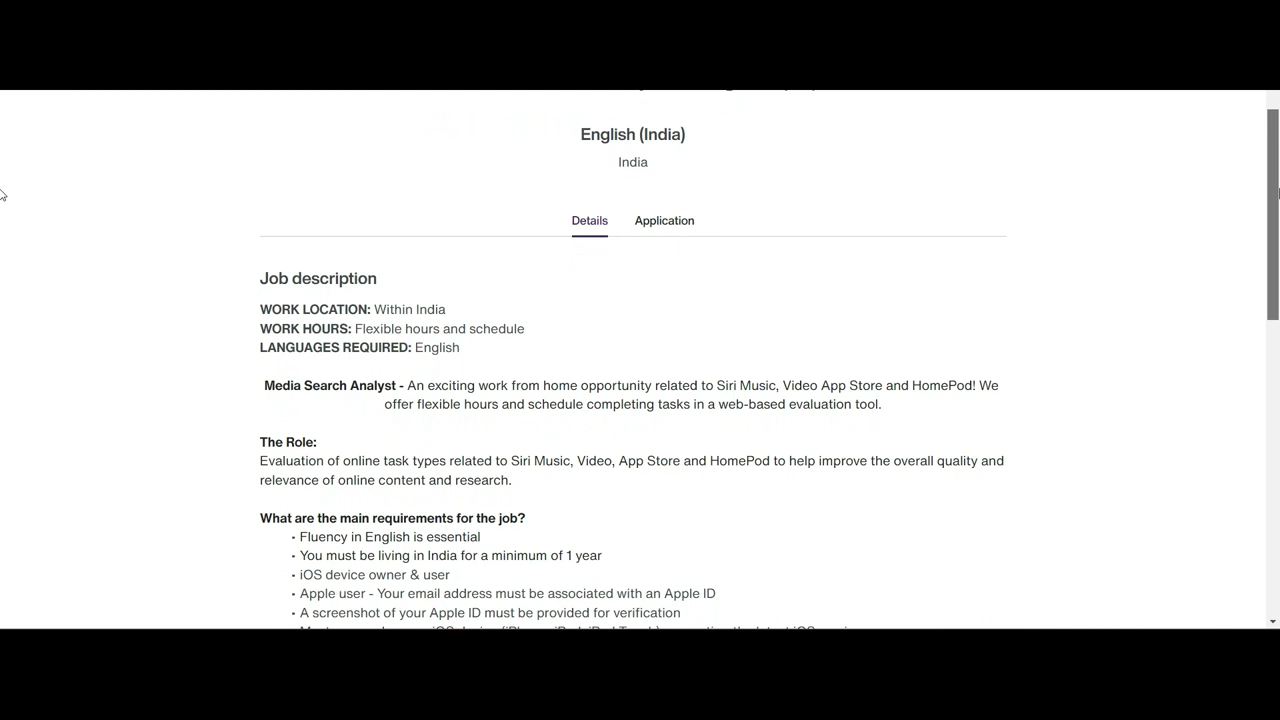 English (India)
India
Details Application
Job description
WORK LOCATION: Within India
WORK HOURS: Flexible hours and schedule
LANGUAGES REQUIRED: English
Media Search Analyst - An exciting work from home opportunity related to Siri Music, Video App Store and HomePod! We
offer flexible hours and schedule completing tasks in a web-based evaluation tool.
The Role:
Evaluation of online task types related to Siri Music, Video, App Store and HomePod to help improve the overall quality and
relevance of online content and research.
What are the main requirements for the job?
• Fluency in English is essential
• You must be living in India for a minimum of 1 year
• iOS device owner & user
• Apple user - Your email address must be associated with an Apple ID
• A screenshot of your Apple ID must be provided for verification